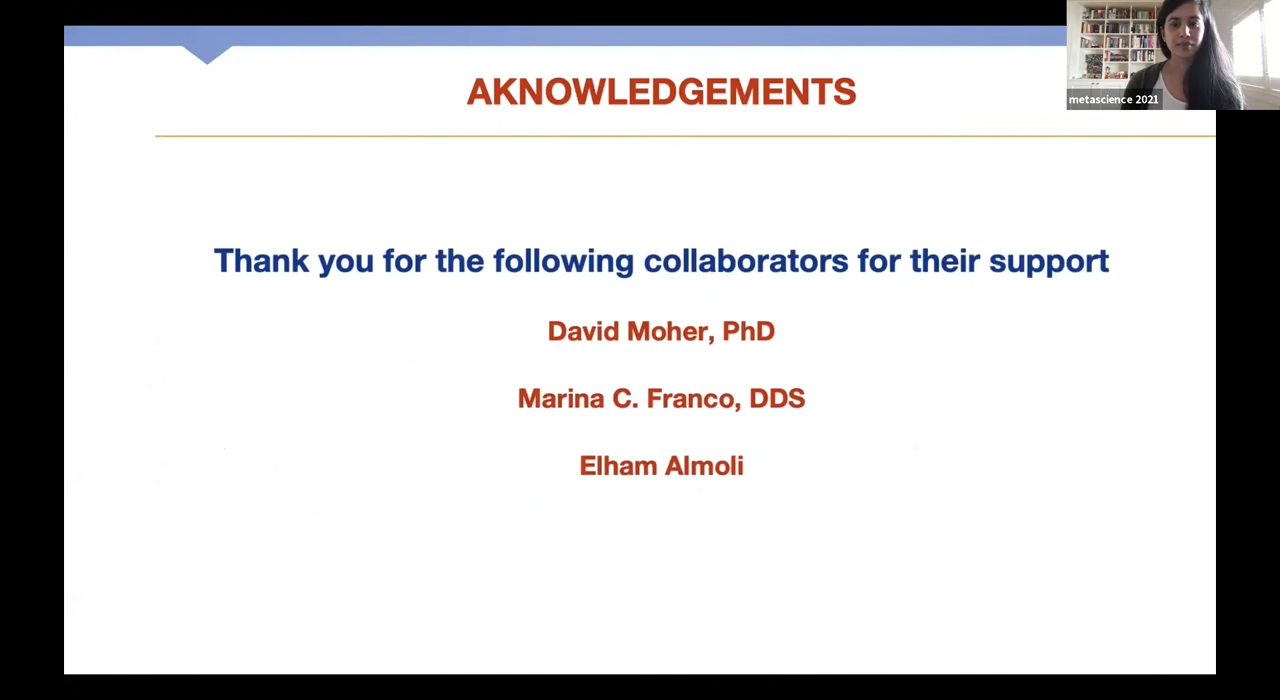 AKNOWLEDGEMENTS
metascience 2021
Thank you for the following collaborators for their support
David Moher, PhD
Marina C. Franco, DDS
Elham Almoli